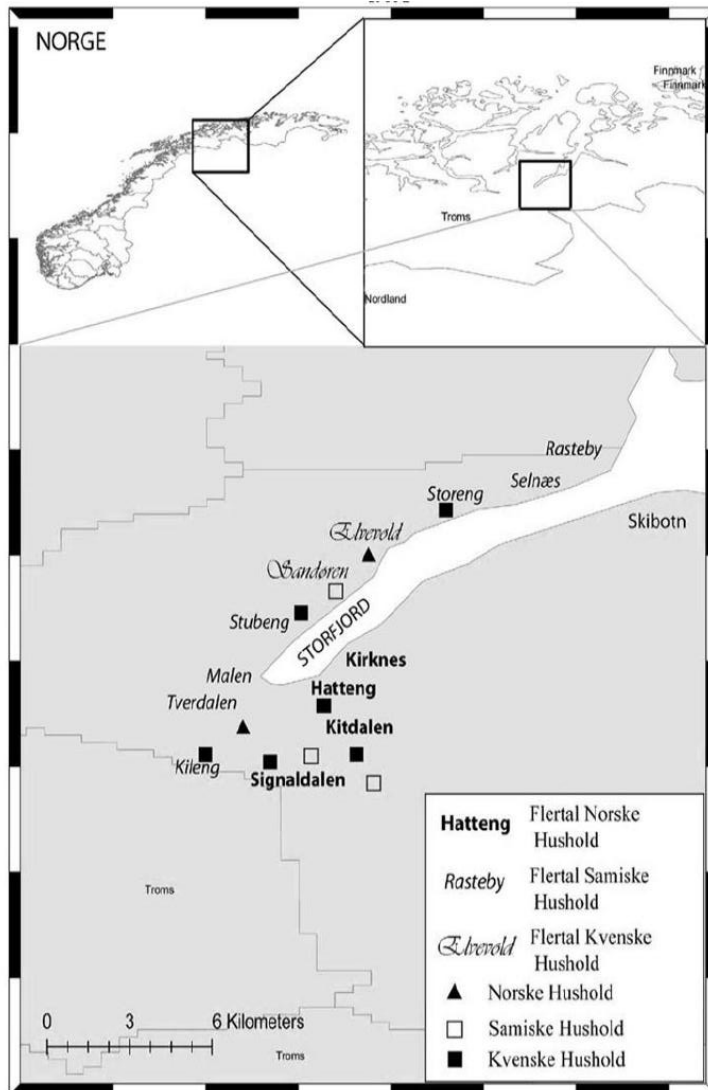 NORGE
Finnmark
Finnmark
Troms
Nordland
Rasteby
Selnæs
Storeng
Skibotn
Elvevold
Sandøren
Stubeng
STORFJORD
Kirknes
Malen
Hatteng
Tverdalen
Kitdalen
Kileng
Signaldalen
Troms
Hatteng Flertal Norske
Hushold
Rasteby Flertal Samiske
Hushold
Elvevold Flertal Kvenske
Hushold
Norske Hushold
Samiske Hushold
Kvenske Hushold
0 3 6 Kilometers
Troms